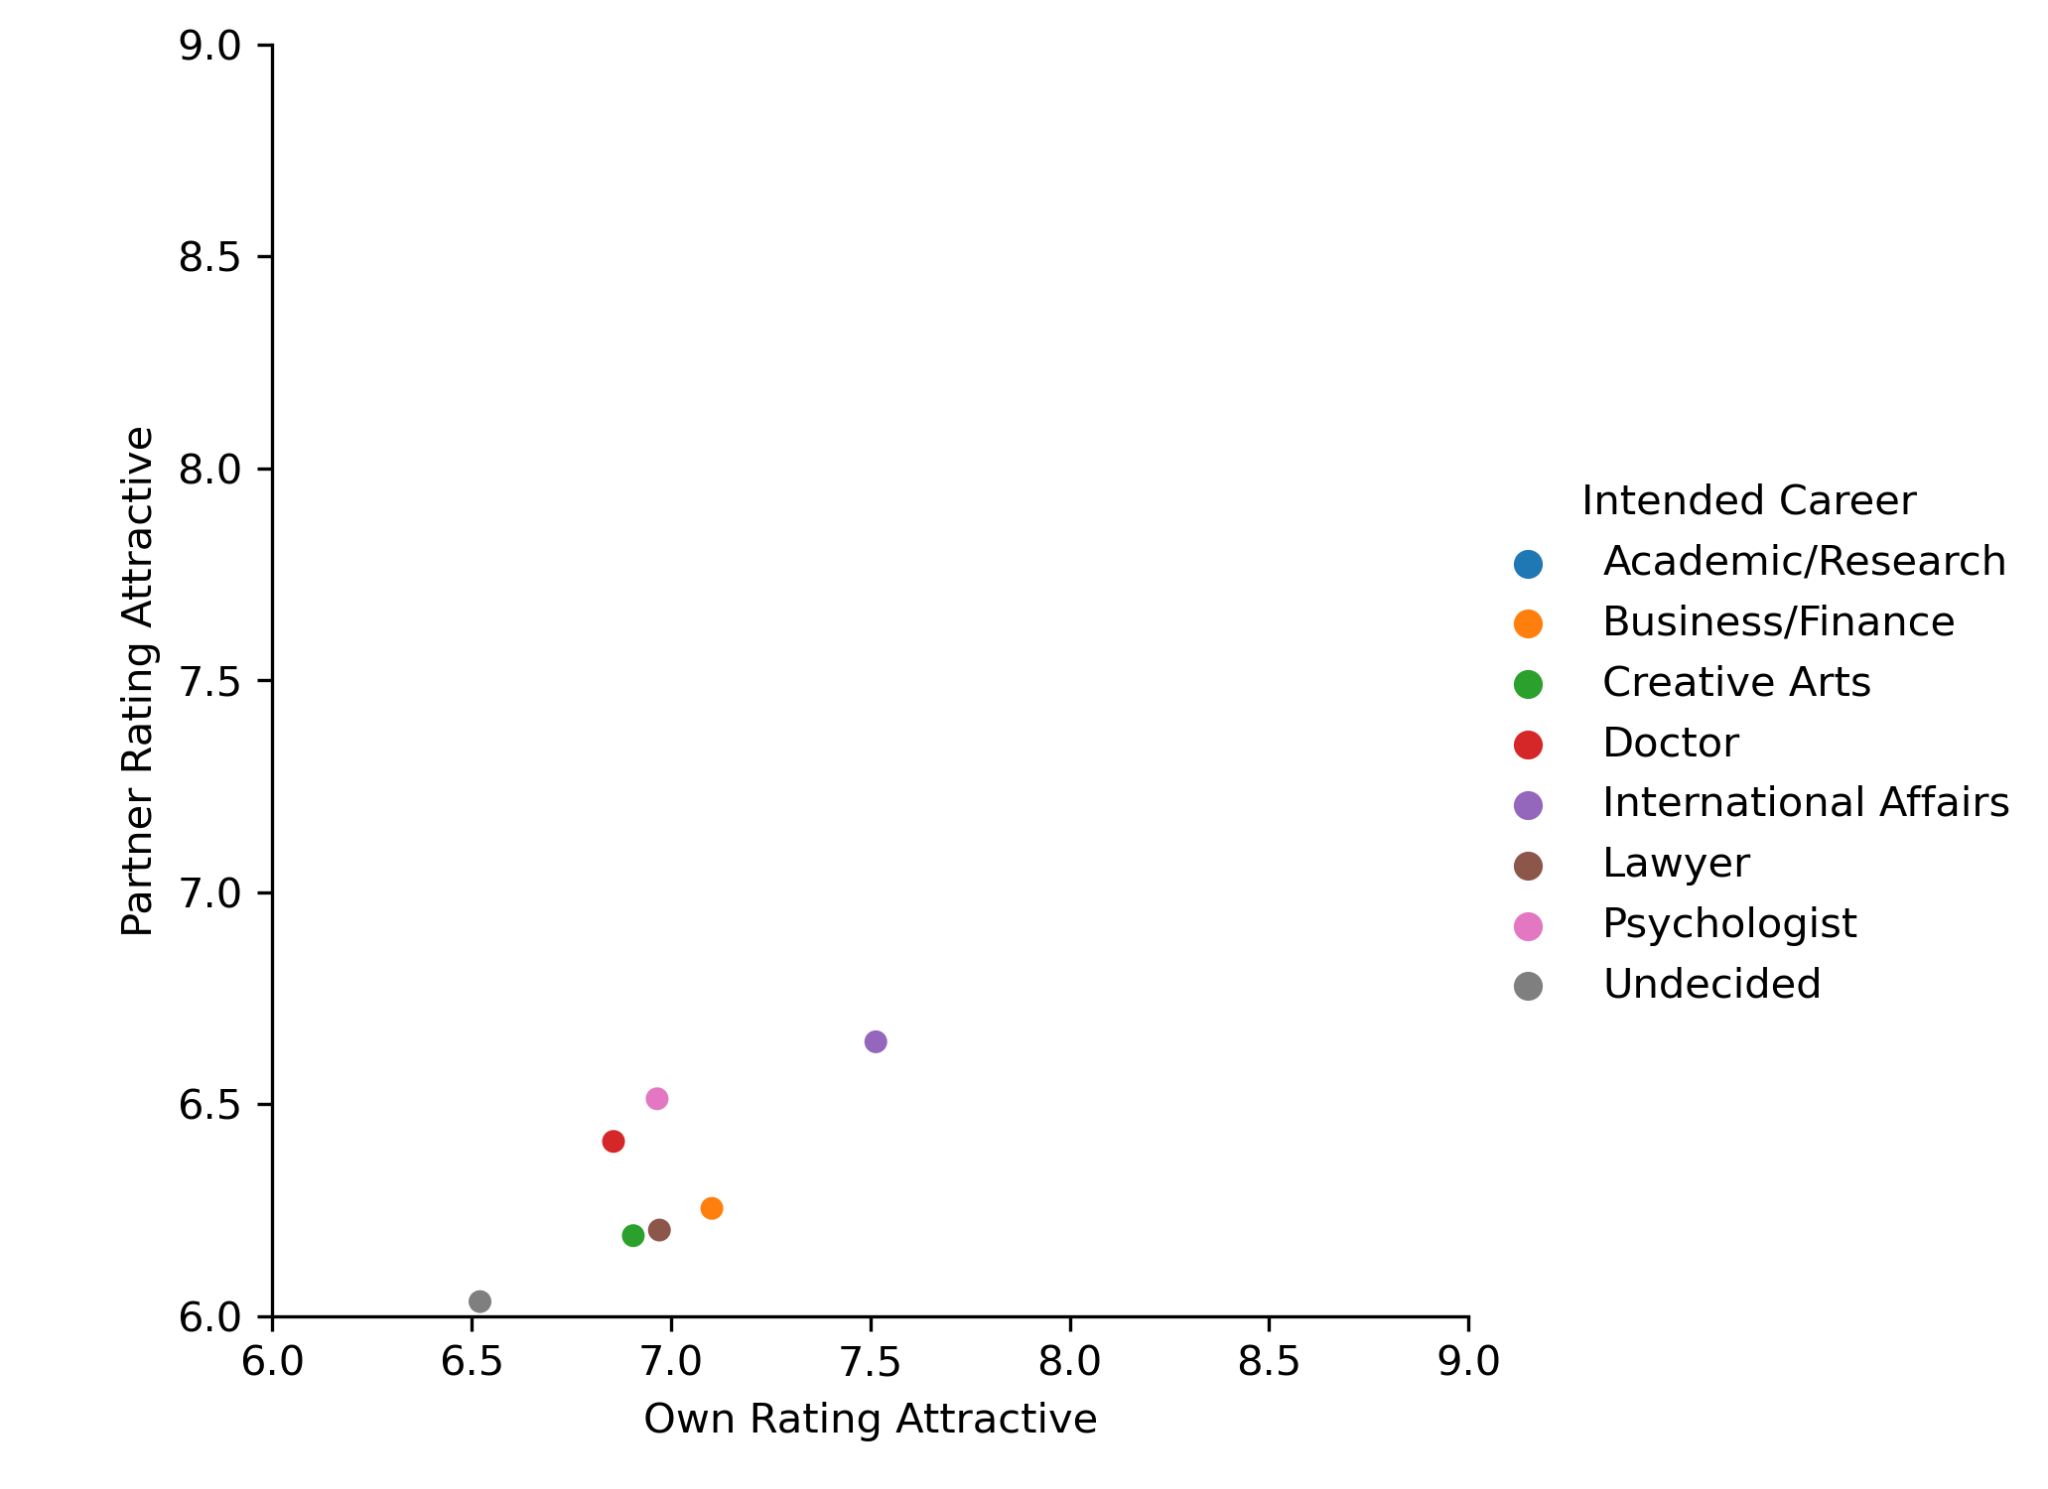 9.0
8.5
8.0
7.5
7.0
6.5
6.0
Partner Rating Attractive
6.0 6.5 7.0 7.5 8.0 8.5 9.0
Own Rating Attractive
Intended Career
Academic/Research
Business/Finance
Creative Arts
Doctor
International Affairs
Lawyer
Psychologist
Undecided